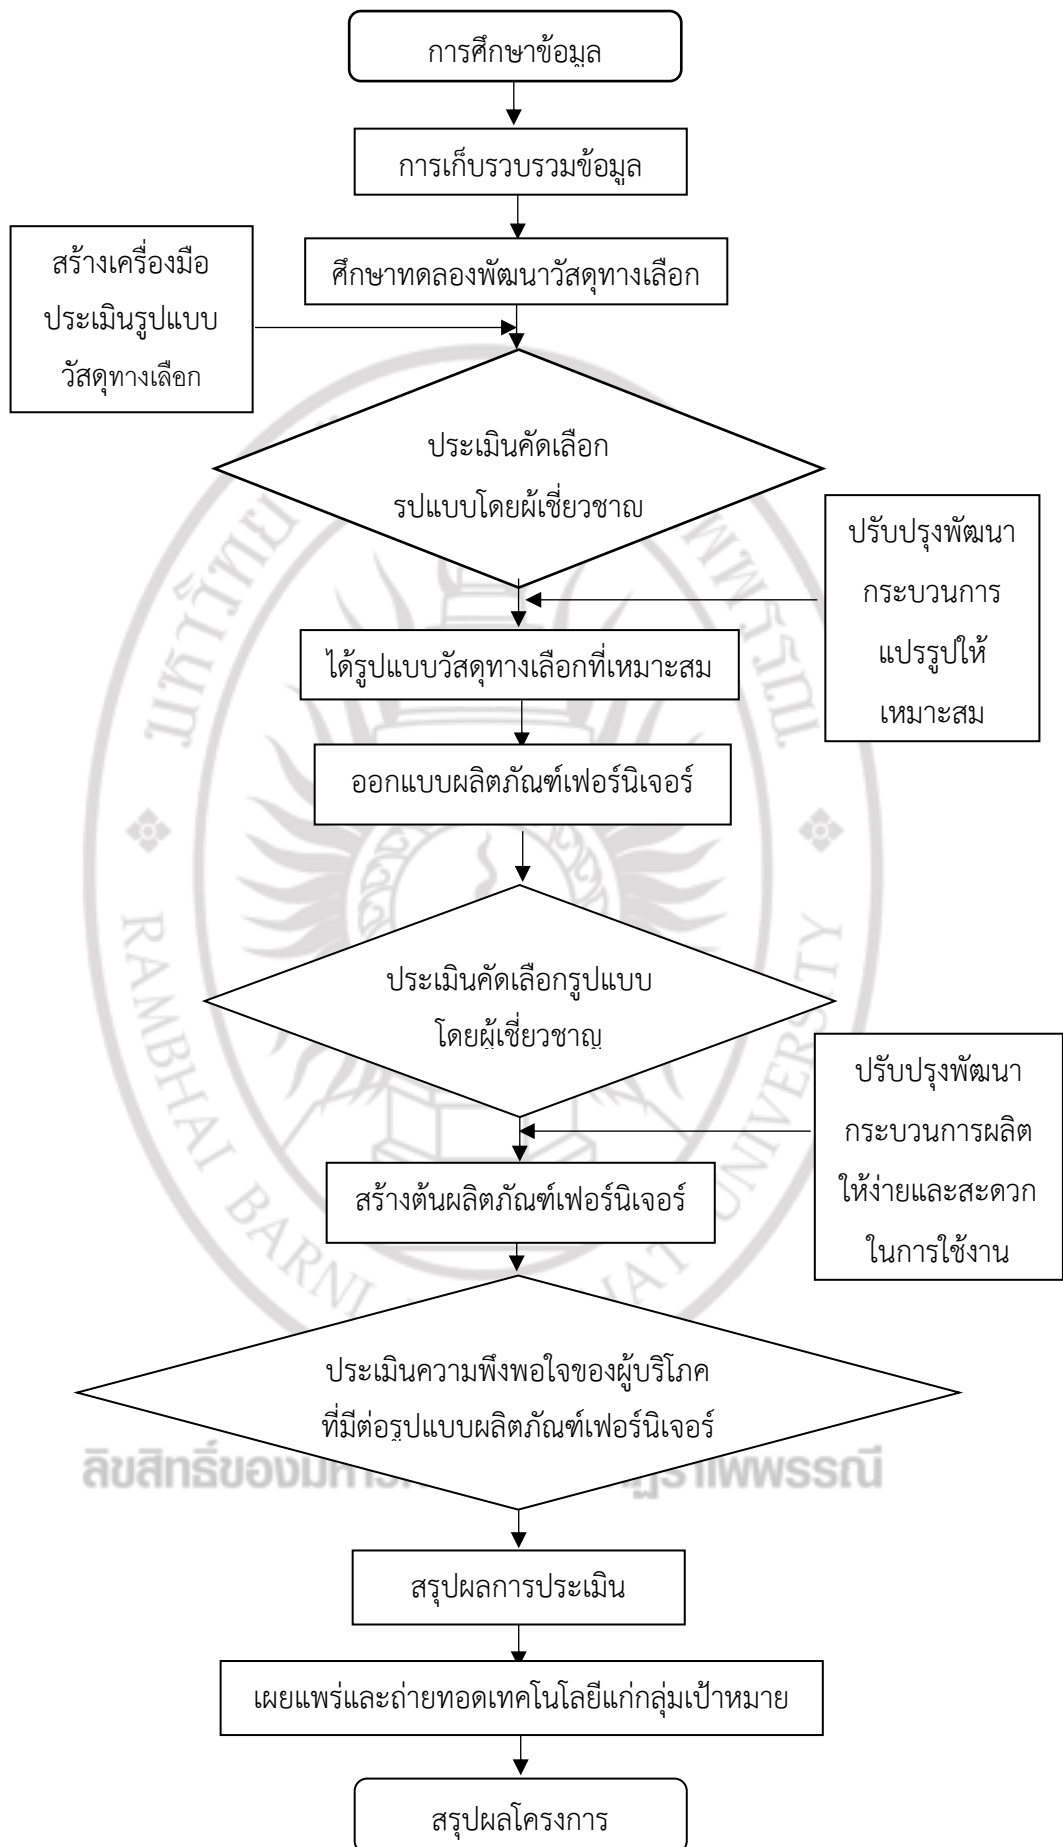 การศึกษาข้อมูล
การเก็บรวบรวมข้อมูล
ศึกษาทดลองพัฒนาวัสดุทางเลือก
สร้างเครื่องมือ
ประเมินรูปแบบ
วัสดุทางเลือก
ประเมินคัดเลือก
รูปแบบโดยผู้เชี่ยวชาญ
ปรับปรุงพัฒนา
กระบวนการ
แปรรูปให้
เหมาะสม
ได้รูปแบบวัสดุทางเลือกที่เหมาะสม
ออกแบบผลิตภัณฑ์เฟอร์นิเจอร์
ประเมินคัดเลือกรูปแบบ
โดยผู้เชี่ยวชาญ
ปรับปรุงพัฒนา
กระบวนการผลิต
ให้ง่ายและสะดวก
ในการใช้งาน
สร้างต้นผลิตภัณฑ์เฟอร์นิเจอร์
ประเมินความพึงพอใจของผู้บริโภค
ที่มีต่อรูปแบบผลิตภัณฑ์เฟอร์นิเจอร์
สรุปผลการประเมิน
เผยแพร่และถ่ายทอดเทคโนโลยีแก่กลุ่มเป้าหมาย
สรุปผลโครงการ
RAMBHAI BARNI
UNIVERSITY